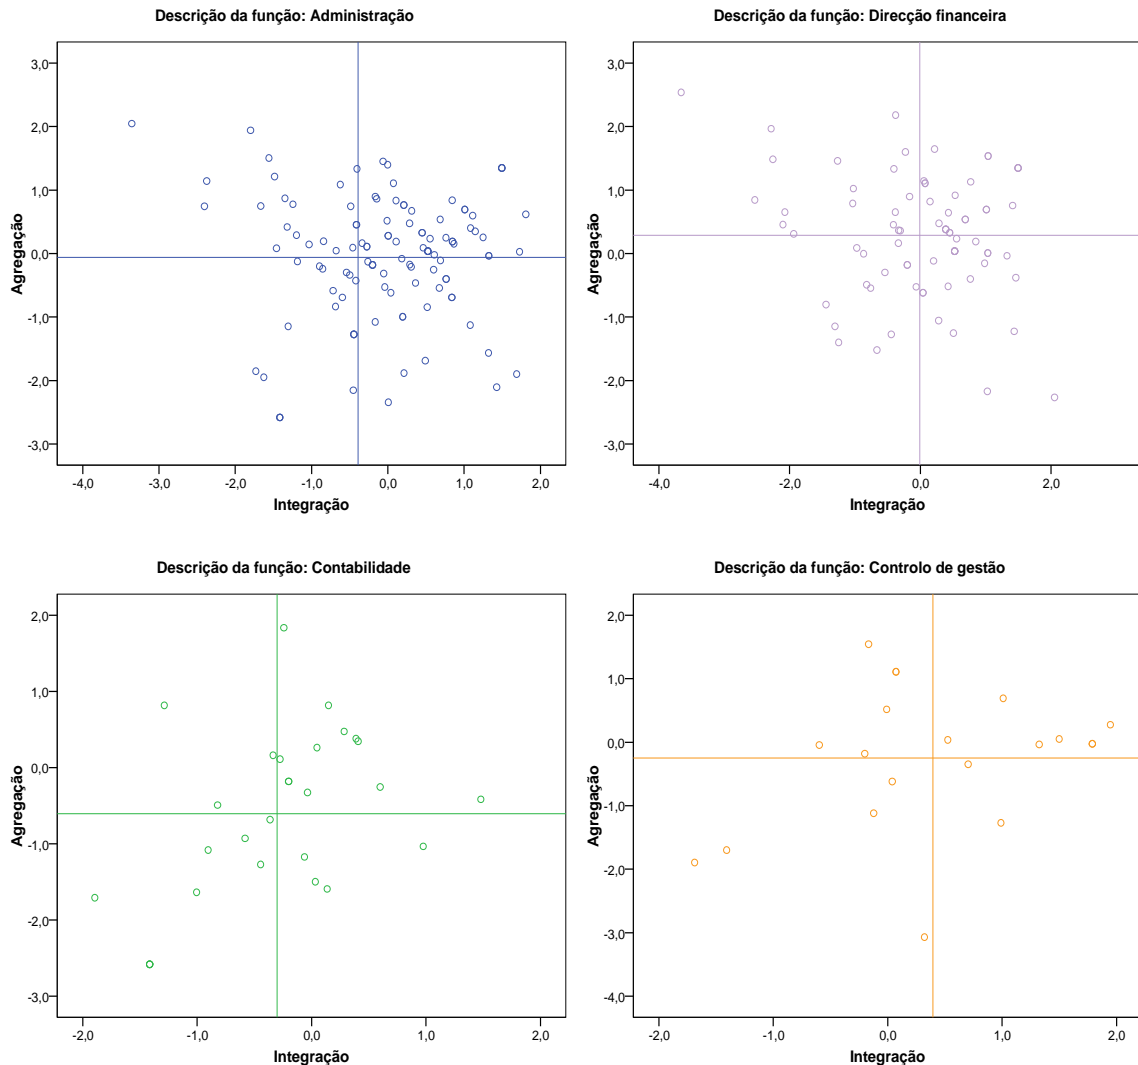 Descrição da função: Administração
3,0
2,0
1,0
0,0
-1,0
-2,0
-3,0
Agregação
-4,0 -3,0 -2,0 -1,0 0,0 1,0 2,0
Integração
Descrição da função: Direcção financeira
3,0
2,0
1,0
0,0
-1,0
-2,0
-3,0
Agregação
-4,0 -2,0 0,0 2,0
Integração
Descrição da função: Contabilidade
2,0
1,0
0,0
-1,0
-2,0
-3,0
Agregação
-2,0 -1,0 0,0 1,0 2,0
Integração
Descrição da função: Controlo de gestão
2,0
1,0
0,0
-1,0
-2,0
-3,0
-4,0
Agregação
-2,0 -1,0 0,0 1,0 2,0
Integração